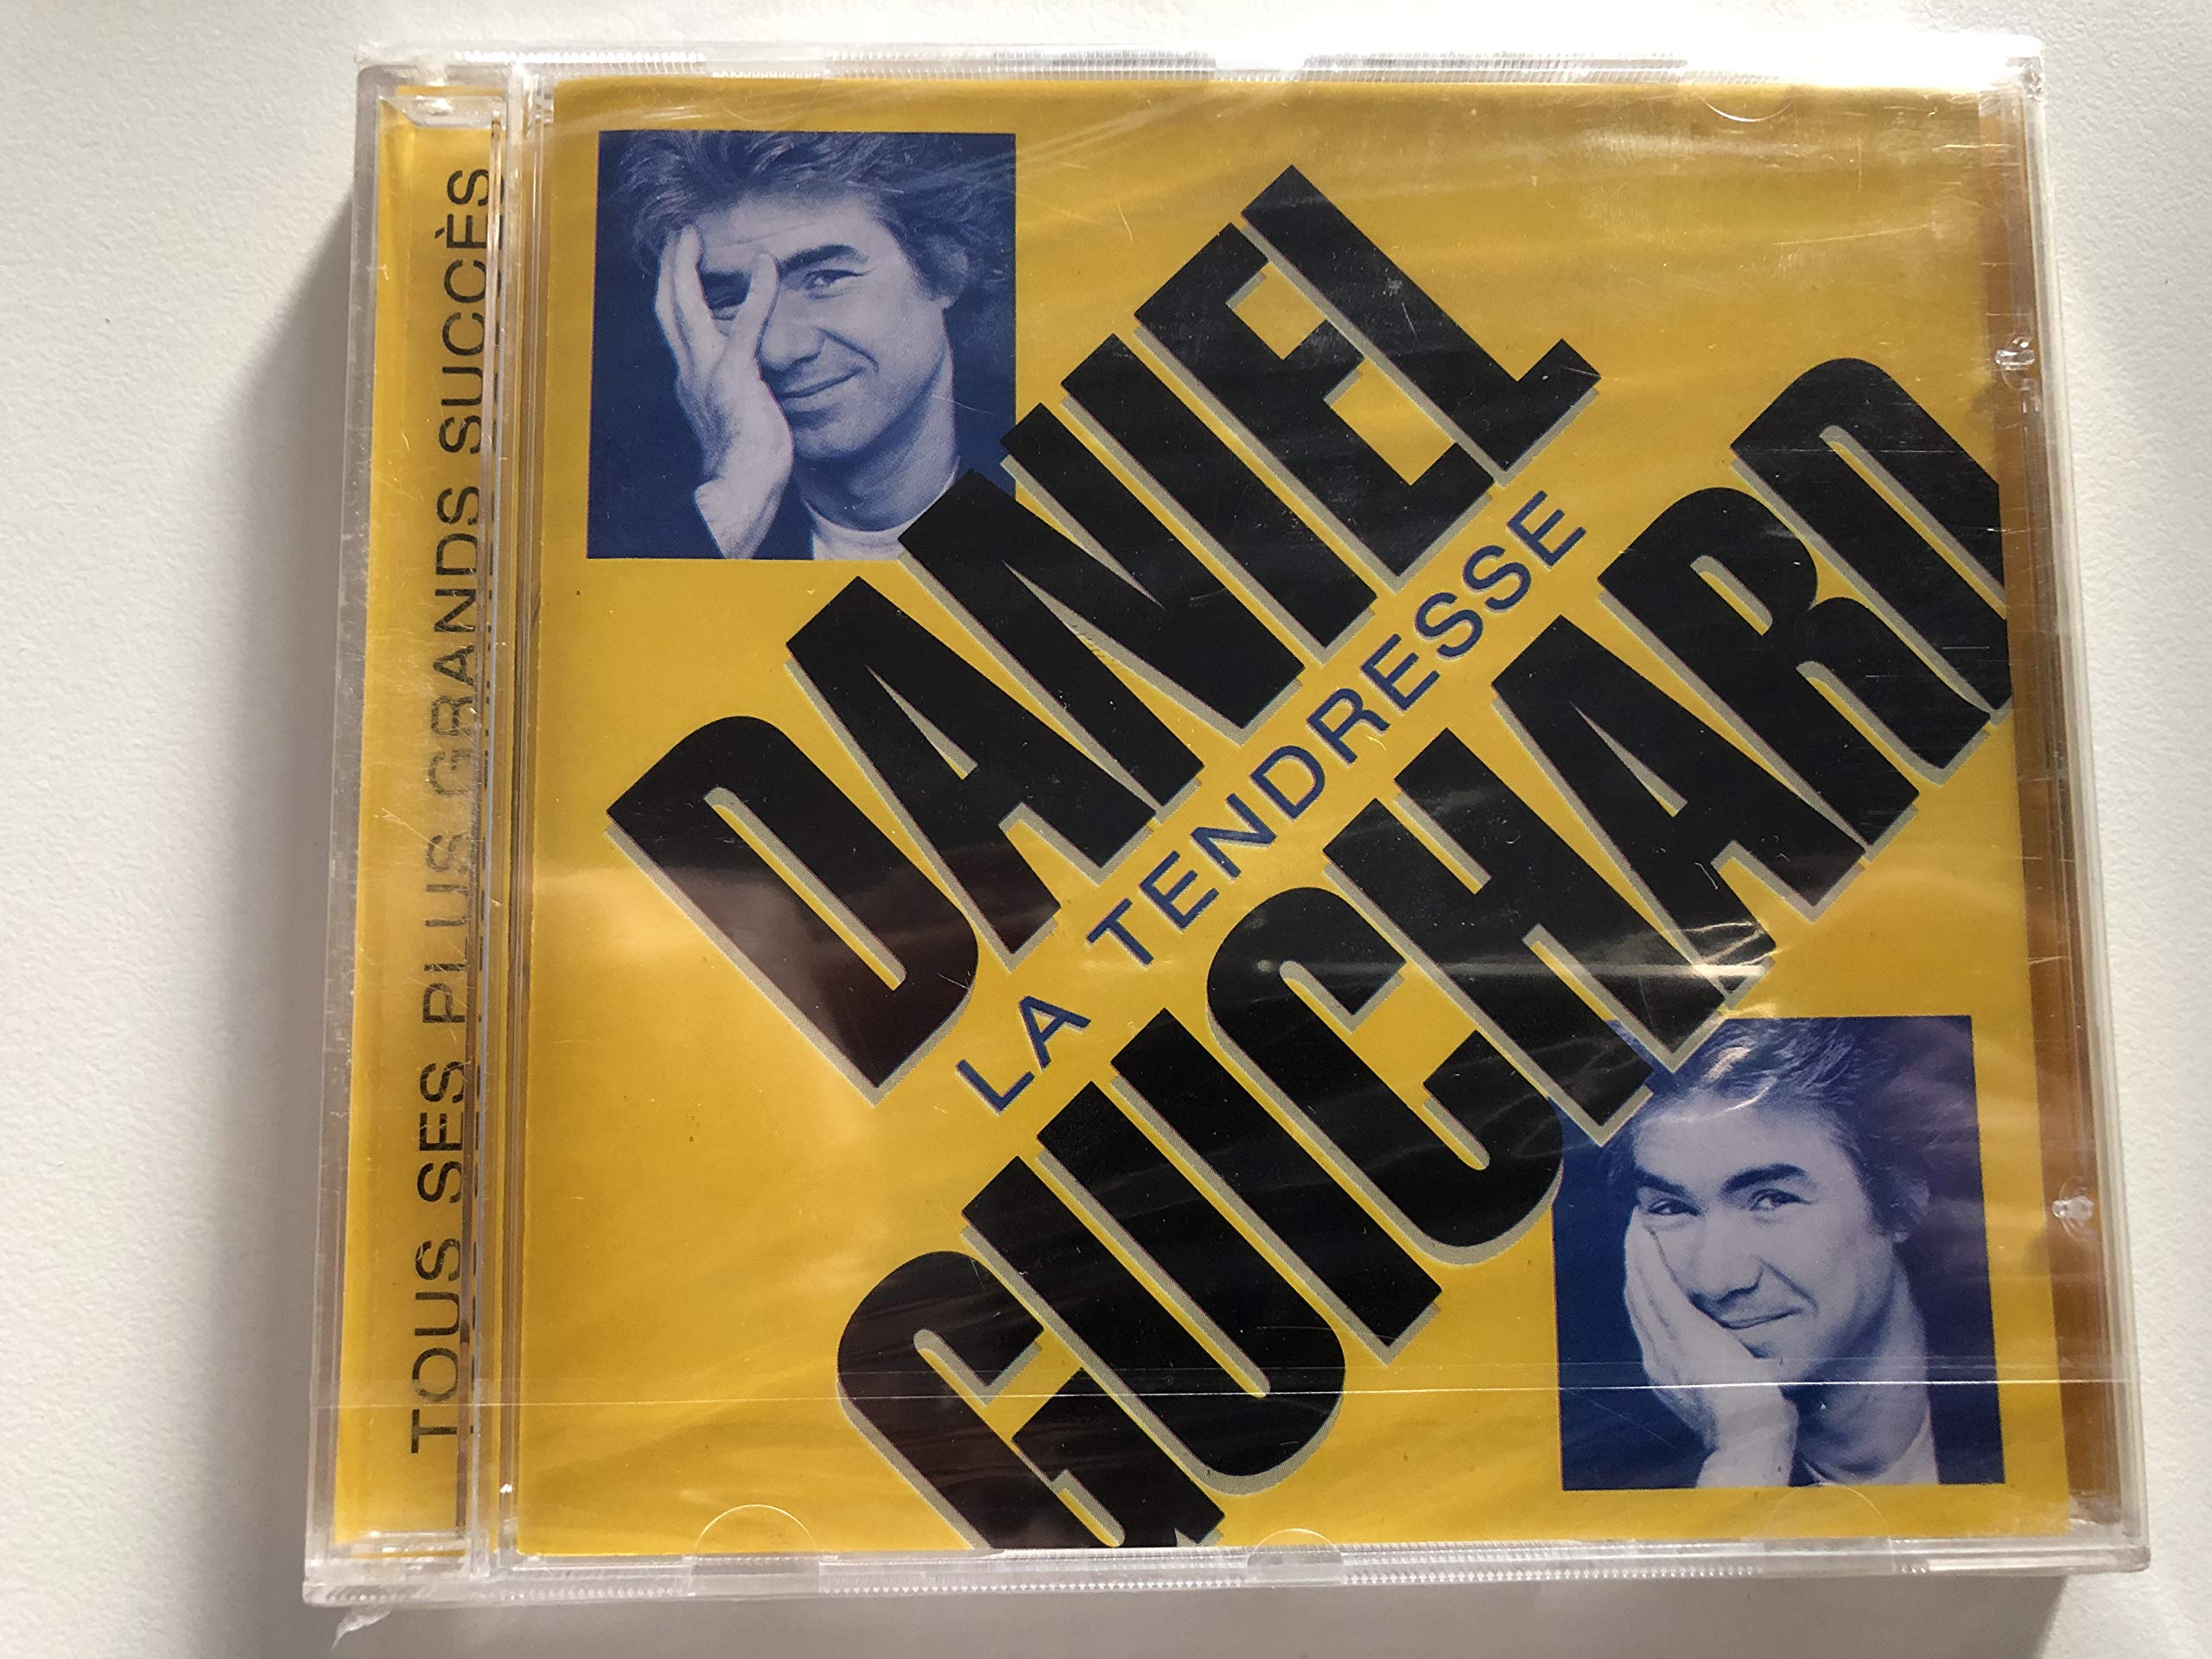 TOUS SES PLUS GRANDS SUCCÈS
DANIEL
LA TENDRESSE
GUICHARD